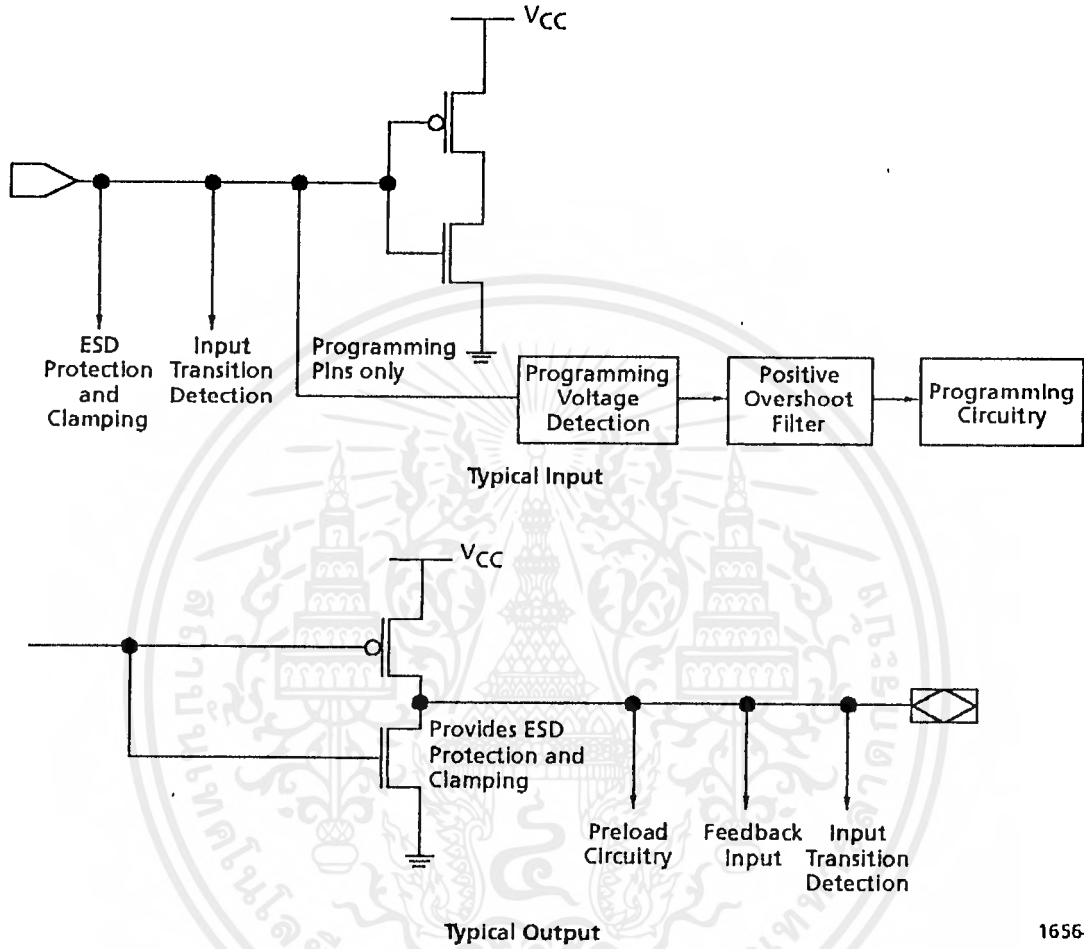 VCC
ESD
Protection
and
Clamping
Input
Transition
Detection
Programming
Pins only
Programming
Voltage
Detection
Positive
Overshoot
Filter
Programming
Circuitry
Typical Input
VCC
Provides ESD
Protection and
Clamping
Preload
Circuitry
Feedback
Input
Input
Transition
Detection
Typical Output
1656-